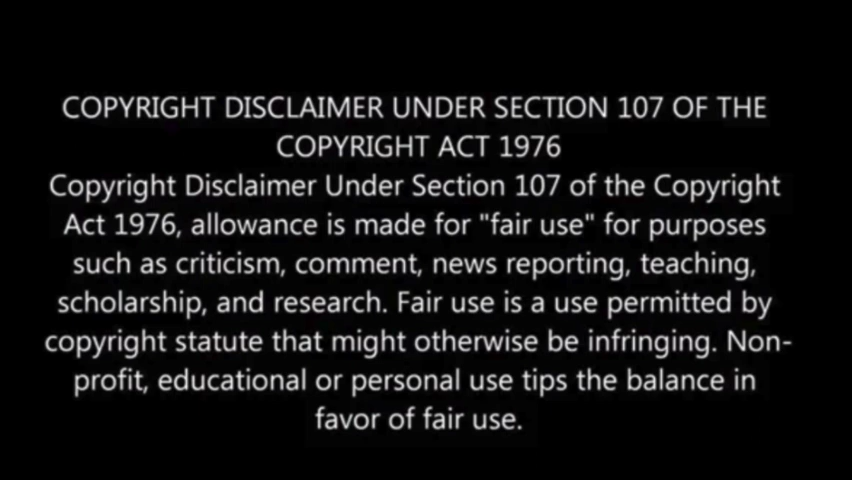 COPYRIGHT DISCLAIMER UNDER SECTION 107 OF THE
COPYRIGHT ACT 1976
Copyright Disclaimer Under Section 107 of the Copyright
Act 1976, allowance is made for "fair use" for purposes
such as criticism, comment, news reporting, teaching,
scholarship, and research. Fair use is a use permitted by
copyright statute that might otherwise be infringing. Non-
profit, educational or personal use tips the balance in
favor of fair use.